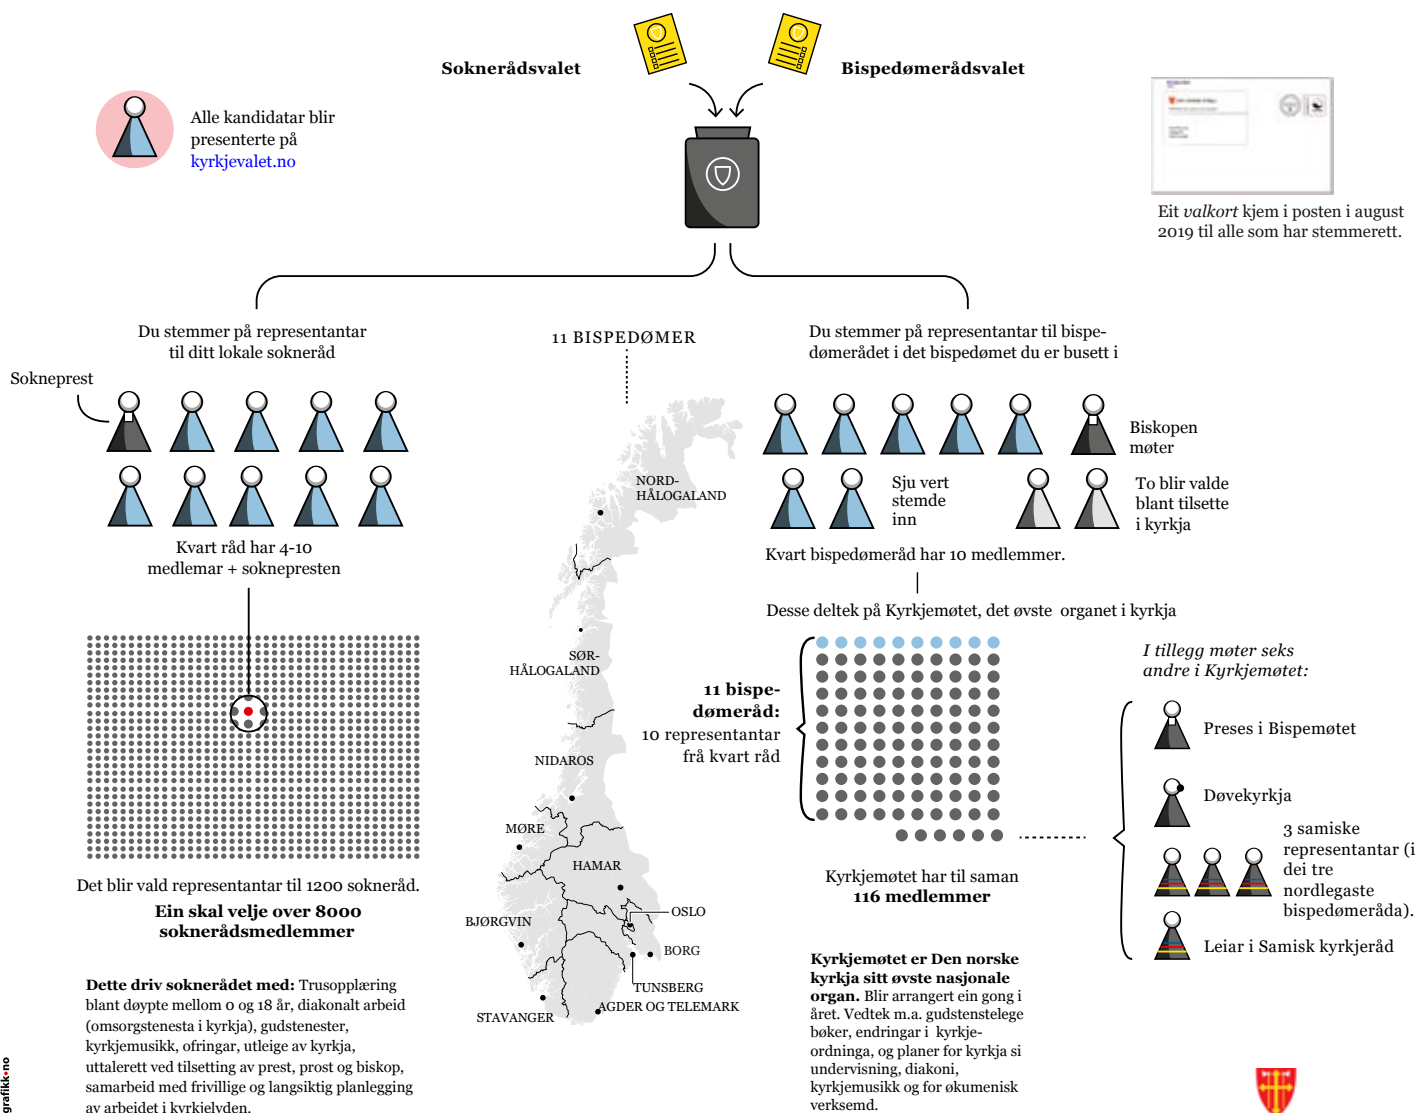 Soknerådsvalet
Bispedømerådsvalet
Alle kandidatar blir
presenterte på
kyrkjevalet.no
Eit valkort kjem i posten i august
2019 til alle som har stemmerett.
Du stemmer på representantar
til ditt lokale sokneråd
Sokneprest
Kvart råd har 4-10
medlemar + soknepresten
Det blir vald representantar til 1200 sokneråd.
Ein skal velje over 8000
soknerådsmedlemmer
Dette driv soknerådet med: Trusopplæring
blant døypte mellom 0 og 18 år, diakonalt arbeid
(omsorgstenesta i kyrkja), gudstenester,
kyrkjemusikk, ofringar, utleige av kyrkja,
uttalerett ved tilsetting av prest, prost og biskop,
samarbeid med frivillige og langsiktig planlegging
av arbeidet i kyrkjelyden.
11 BISPEDØMER
NORD-
HÅLOGALAND
SØR-
HÅLOGALAND
NIDAROS
MØRE
HAMAR
OSLO
BJØRGVIN
BORG
TUNSBERG
AGDER OG TELEMARK
STAVANGER
Du stemmer på representantar til bispe-
dømerådet i det bispedømet du er busett i
Biskopen
møter
Sju vert
stemde
inn
To blir valde
blant tilsette
i kyrkja
Kvart bispedømeråd har 10 medlemmer.
Desse deltek på Kyrkjemøtet, det øvste organet i kyrkja
11 bispe-
dømeråd:
10 representantar
frå kvart råd
I tillegg møter seks
andre i Kyrkjemøtet:
Preses i Bispemøtet
Døvekyrkja
3 samiske
representantar (i
dei tre
nordlegaste
bispedømeråda).
Leiar i Samisk kyrkjeråd
Kyrkjemøtet har til saman
116 medlemmer
Kyrkjemøtet er Den norske
kyrkja sitt øvste nasjonale
organ. Blir arrangert ein gong i
året. Vedtek m.a. gudstenstelege
bøker, endringar i kyrkje-
ordninga, og planer for kyrkja si
undervisning, diakoni,
kyrkjemusikk og for økumenisk
verksemd.
grafikk•no